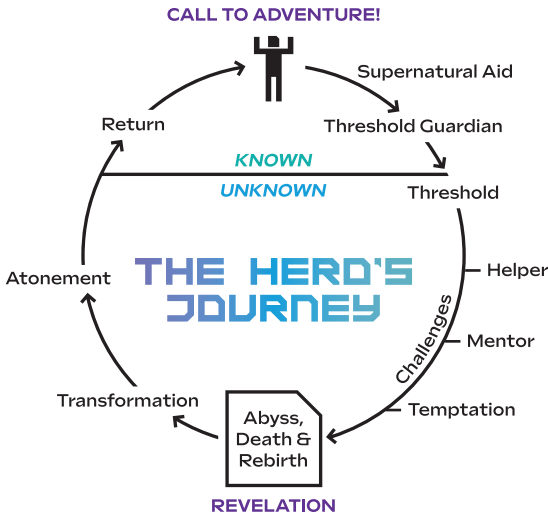 CALL TO ADVENTURE!
Supernatural Aid
Return
Threshold Guardian
KNOWN
UNKNOWN
Threshold
THE HERO'S
JOURNEY
Atonement
Helper
Challenges
Mentor
Transformation
Temptation
Abyss,
Death &
Rebirth
REVELATION